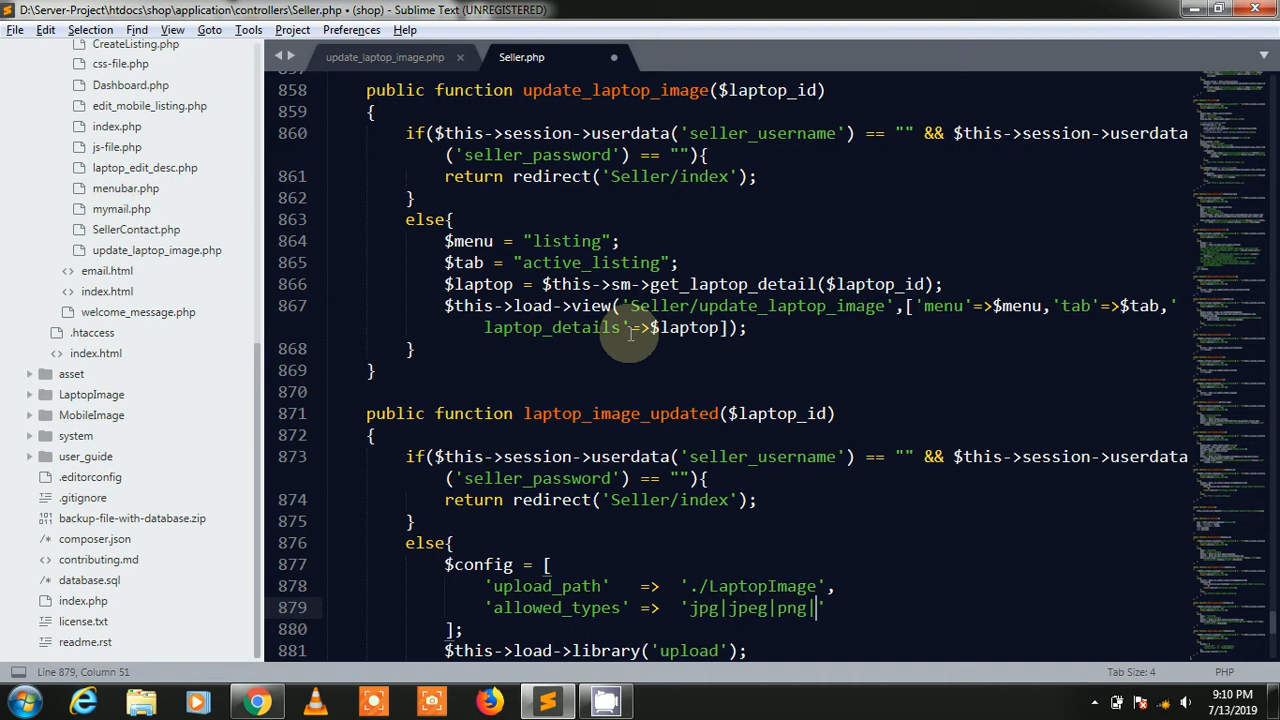 D:\Server-Project\htdocs\shop\application\controllers\Seller.php • (shop) - Sublime Text (UNREGISTERED)
File Edit Selection Find View Goto Tools Project Preferences Help
CreateListing.php
css-file.php
Dashboard.php
edit_mobile_listing.php
index.php
js-file.php
laptop_edit_desc.php
menubar.php
mymail.php
SellerContact.php
update_laptop_image.php
email.html
index.html
welcome_message.php
.htaccess
index.html
asset
LaptopImage
MobileImage
system
user_guide
.editorconfig
.gitignore
backup-file-with-database.zip
composer.json
contributing.md
database.sql
index.php
license.txt
readme.rst
update_laptop_image.php × Seller.php •
857
858 public function update_laptop_image($laptop_id)
859 {
860 if($this->session->userdata('seller_username') == "" && $this->session->userdata
('seller_password') == ""){
861 return redirect('Seller/index');
862 }
863 else{
864 $menu = "listing";
865 $tab = "active_listing";
866 $laptop = $this->sm->get_laptop_detail($laptop_id);
867 $this->load->view('Seller/update_laptop_image',['menu'=>$menu,'tab'=>$tab,'
laptop_details'=>$laptop]);
868 }
869 }
870
871 public function laptop_image_updated($laptop_id)
872 {
873 if($this->session->userdata('seller_username') == "" && $this->session->userdata
('seller_password') == ""){
874 return redirect('Seller/index');
875 }
876 else{
877 $config = [
878 'upload_path' => './LaptopImage',
879 'allowed_types' => 'jpg|jpeg|png|'
880 ];
881 $this->load->library('upload');
Line 879, Column 51
Tab Size: 4
PHP
9:10 PM
7/13/2019